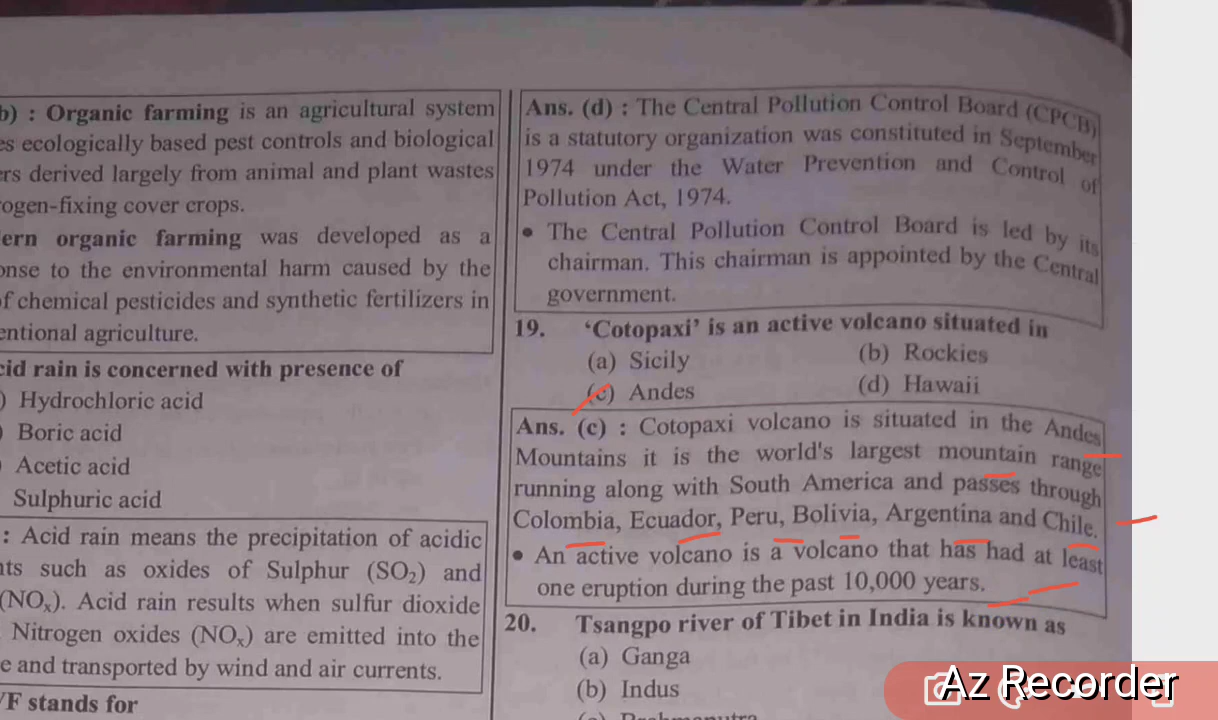 b) : Organic farming is an agricultural system
es ecologically based pest controls and biological
ers derived largely from animal and plant wastes
rogen-fixing cover crops.
ern organic farming was developed as a
onse to the environmental harm caused by the
of chemical pesticides and synthetic fertilizers in
entional agriculture.
cid rain is concerned with presence of
) Hydrochloric acid
) Boric acid
) Acetic acid
Sulphuric acid
: Acid rain means the precipitation of acidic
nts such as oxides of Sulphur (SO₂) and
(NOₓ). Acid rain results when sulfur dioxide
Nitrogen oxides (NOₓ) are emitted into the
e and transported by wind and air currents.
VF stands for
Ans. (d) : The Central Pollution Control Board (CPCB)
is a statutory organization was constituted in September
1974 under the Water Prevention and Control of
Pollution Act, 1974.
• The Central Pollution Control Board is led by its
chairman. This chairman is appointed by the Central
government.
19. ‘Cotopaxi’ is an active volcano situated in
(a) Sicily (b) Rockies
(c) Andes (d) Hawaii
Ans. (c) : Cotopaxi volcano is situated in the Andes
Mountains it is the world's largest mountain range
running along with South America and passes through
Colombia, Ecuador, Peru, Bolivia, Argentina and Chile.
• An active volcano is a volcano that has had at least
one eruption during the past 10,000 years.
20. Tsangpo river of Tibet in India is known as
(a) Ganga
(b) Indus
Az Recorder